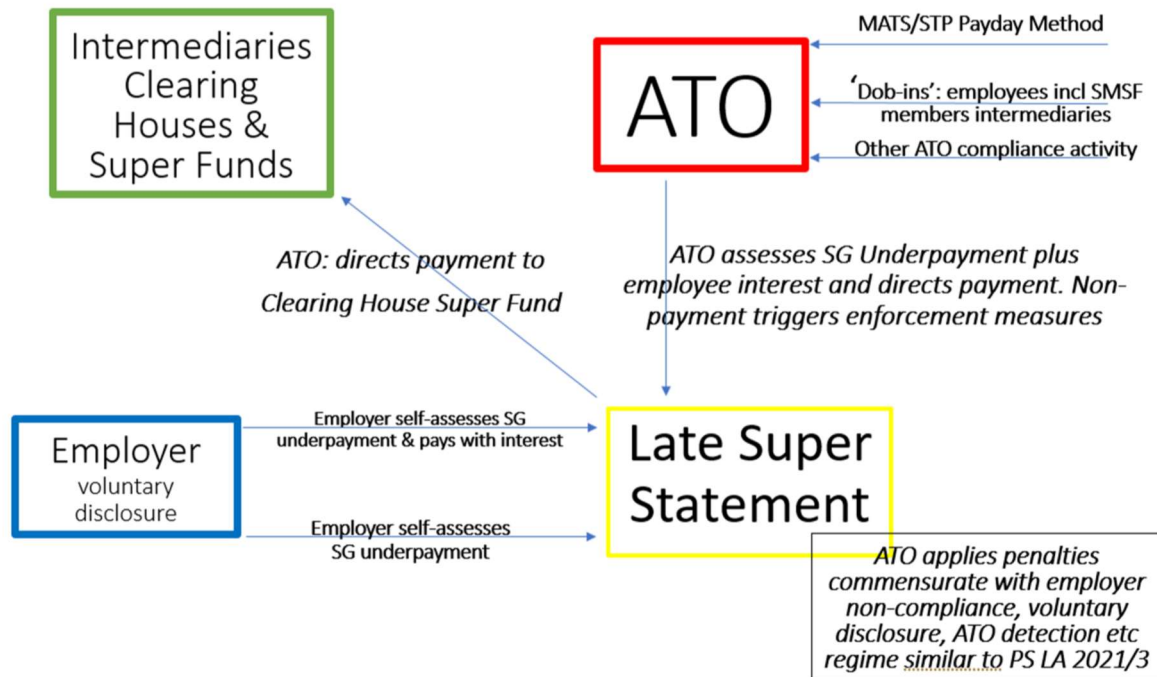 Intermediaries
Clearing
Houses &
Super Funds
ATO
MATS/STP Payday Method
‘Dob-ins’: employees incl SMSF
members intermediaries
Other ATO compliance activity
ATO: directs payment to
Clearing House Super Fund
ATO assesses SG Underpayment plus
employee interest and directs payment. Non-
payment triggers enforcement measures
Employer
voluntary
disclosure
Employer self-assesses SG
underpayment & pays with interest
Employer self-assesses
SG underpayment
Late Super
Statement
ATO applies penalties
commensurate with employer
non-compliance, voluntary
disclosure, ATO detection etc
regime similar to PS LA 2021/3